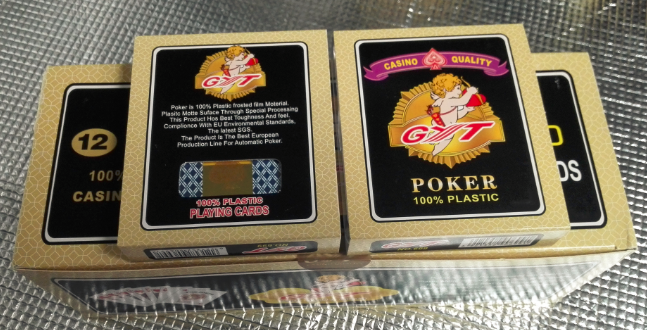 12
100%
CASIN
GYT
Poker Is 100% Plastic frosted film Material.
Plastic Matte Suface Through Special Processing
This Product Has Best Toughness And feel.
Compliance With EU Environmental Standards,
The latest SGS.
The Product Is The Best European
Production Line For Automatic Poker.
100% PLASTIC
PLAYING CARDS
CASINO QUALITY
GYT
POKER
100% PLASTIC
DS